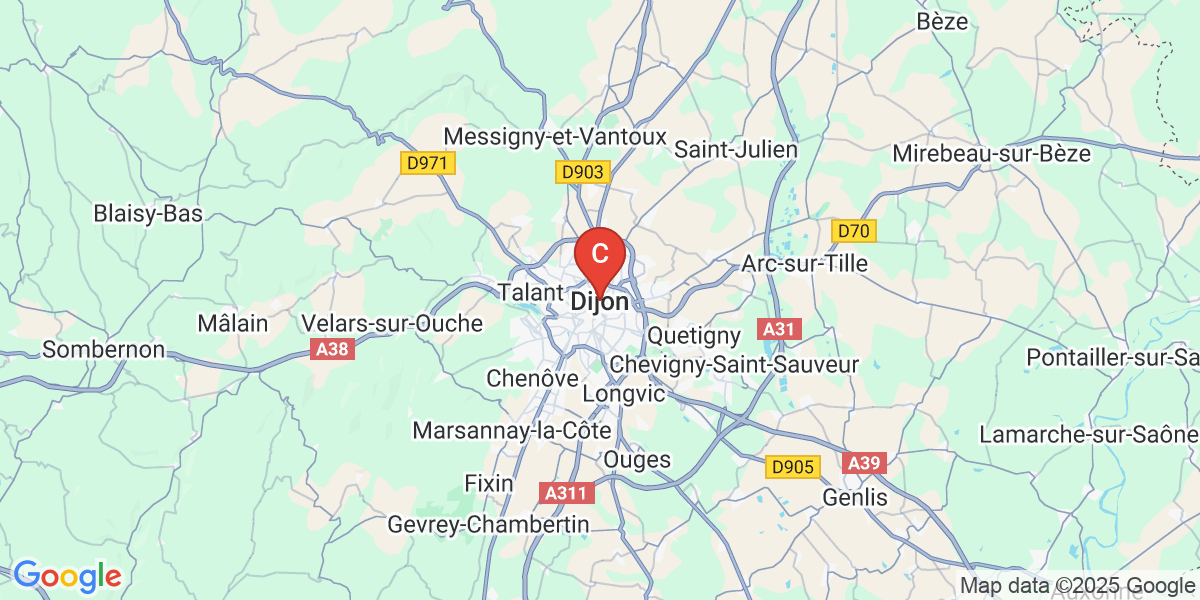 Bèze
Messigny-et-Vantoux
Saint-Julien
Mirebeau-sur-Bèze
D971
D903
Blaisy-Bas
D70
C
Arc-sur-Tille
Talant
Dijon
Mâlain
Velars-sur-Ouche
A31
Quetigny
Sombernon
A38
Pontailler-sur-Sa
Chevigny-Saint-Sauveur
Chenôve
Longvic
Marsannay-la-Côte
Lamarche-sur-Saône
Ouges
D905
A39
Fixin
A311
Genlis
Gevrey-Chambertin
Google
Map data ©2025 Google
Auxonne